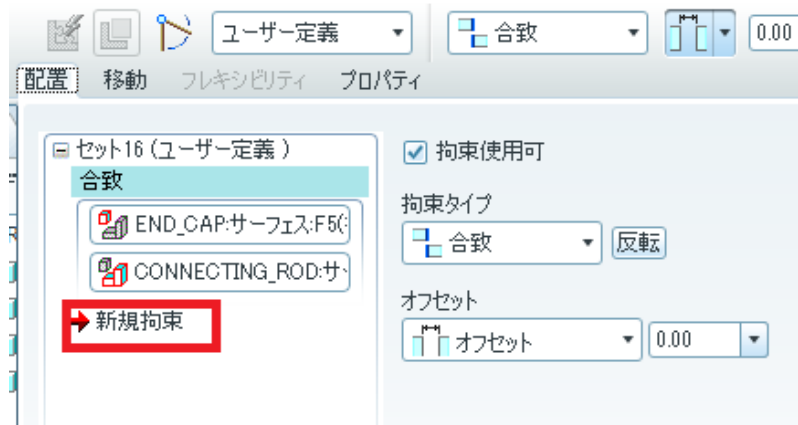 ユーザー定義 合致 0.00
配置 移動 フレキシビリティ プロパティ
セット16 (ユーザー定義 )
合致
END_CAP:サーフェス:F5(
CONNECTING_ROD:サ
新規拘束
拘束使用可
拘束タイプ
合致 反転
オフセット
オフセット 0.00